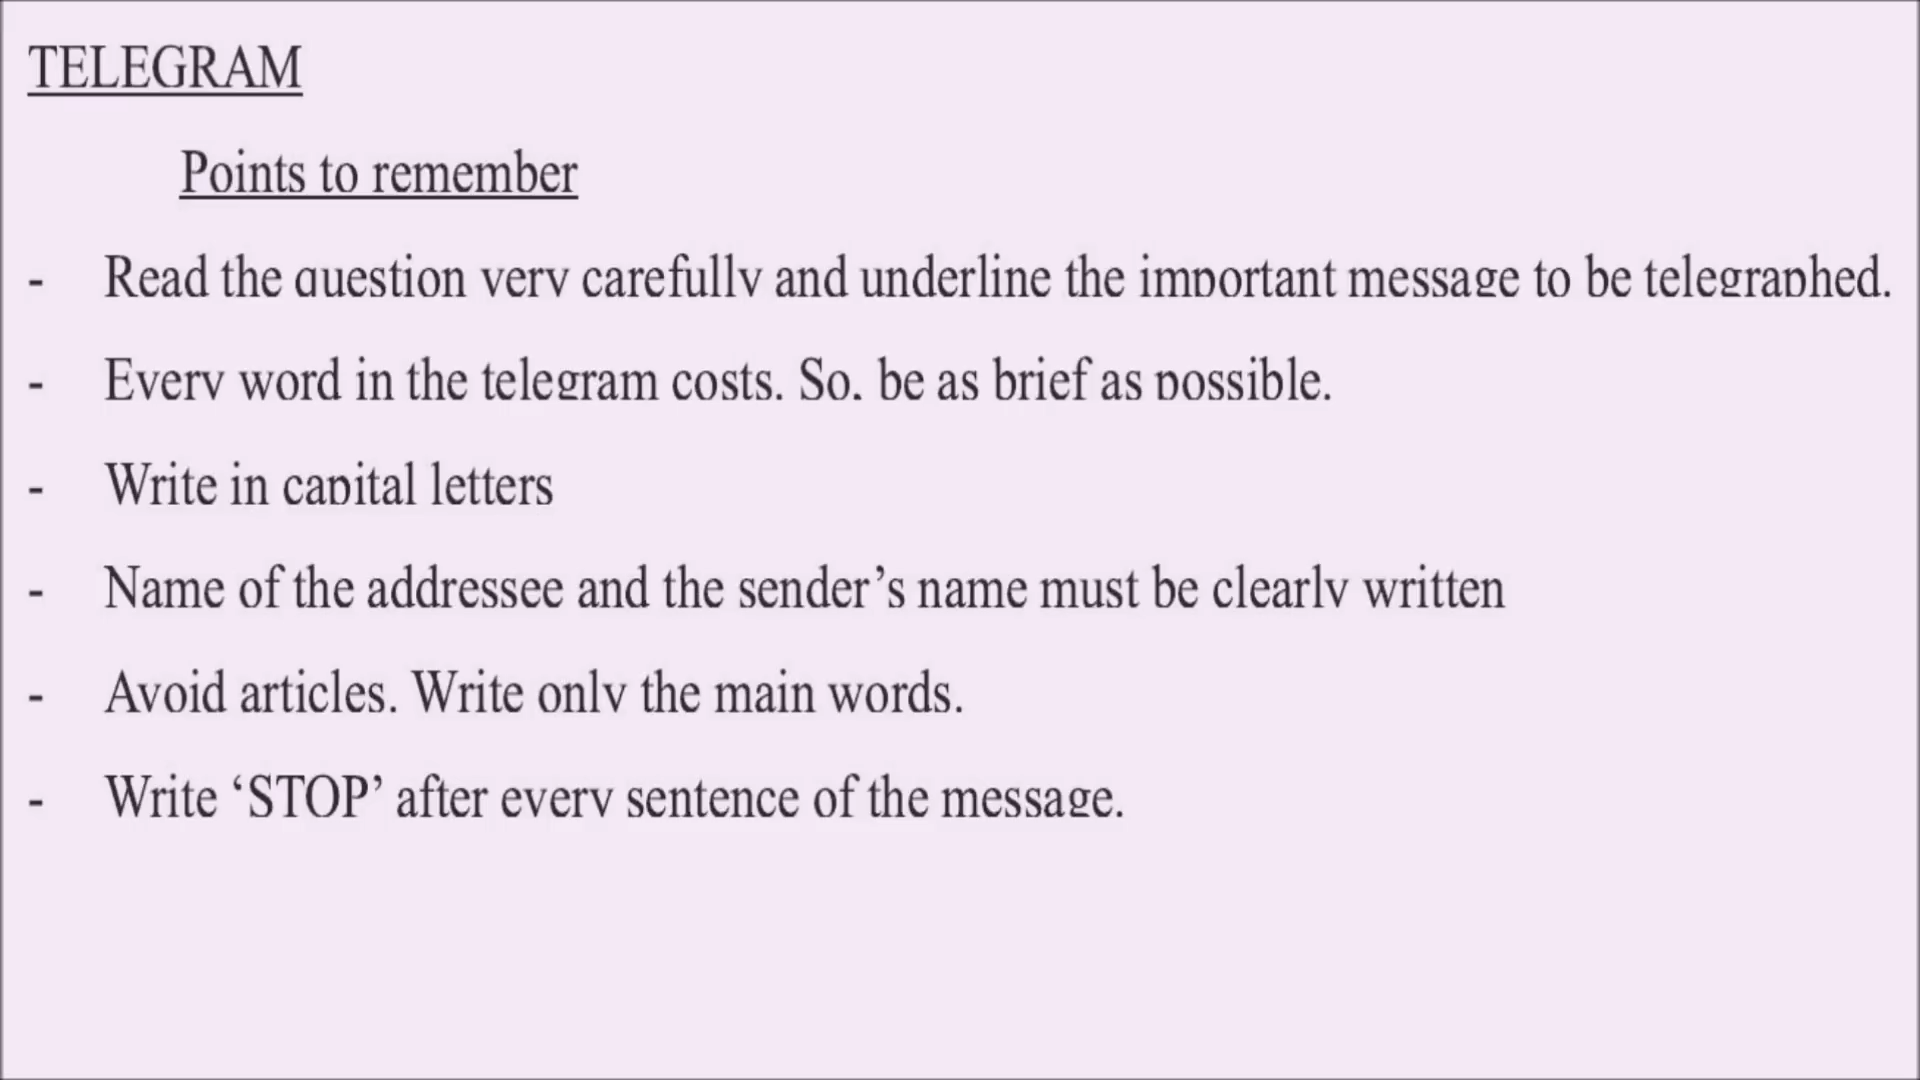 TELEGRAM
Points to remember
- Read the question very carefully and underline the important message to be telegraphed.
- Every word in the telegram costs. So, be as brief as possible.
- Write in capital letters
- Name of the addressee and the sender’s name must be clearly written
- Avoid articles. Write only the main words.
- Write ‘STOP’ after every sentence of the message.